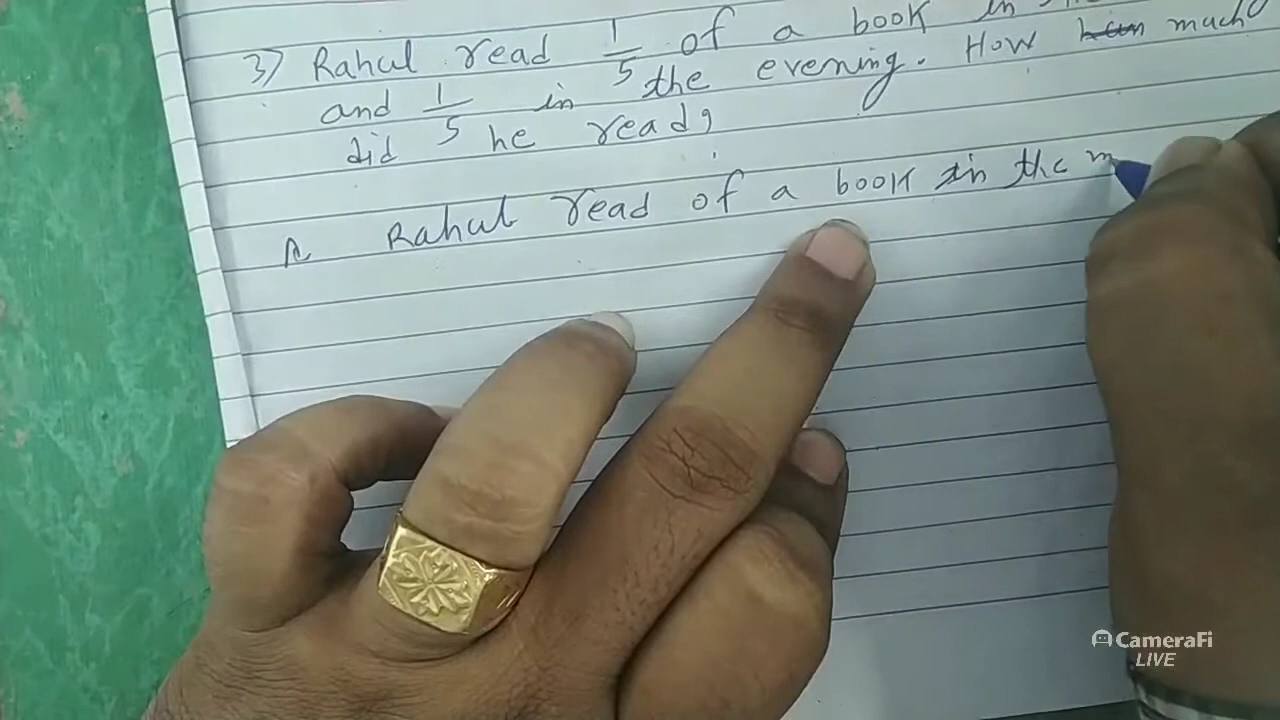 3) Rahul read 1/5 of a book in
and 1/5 in the evening. How much
did he read?
A Rahul read of a book in the m
CameraFi
LIVE